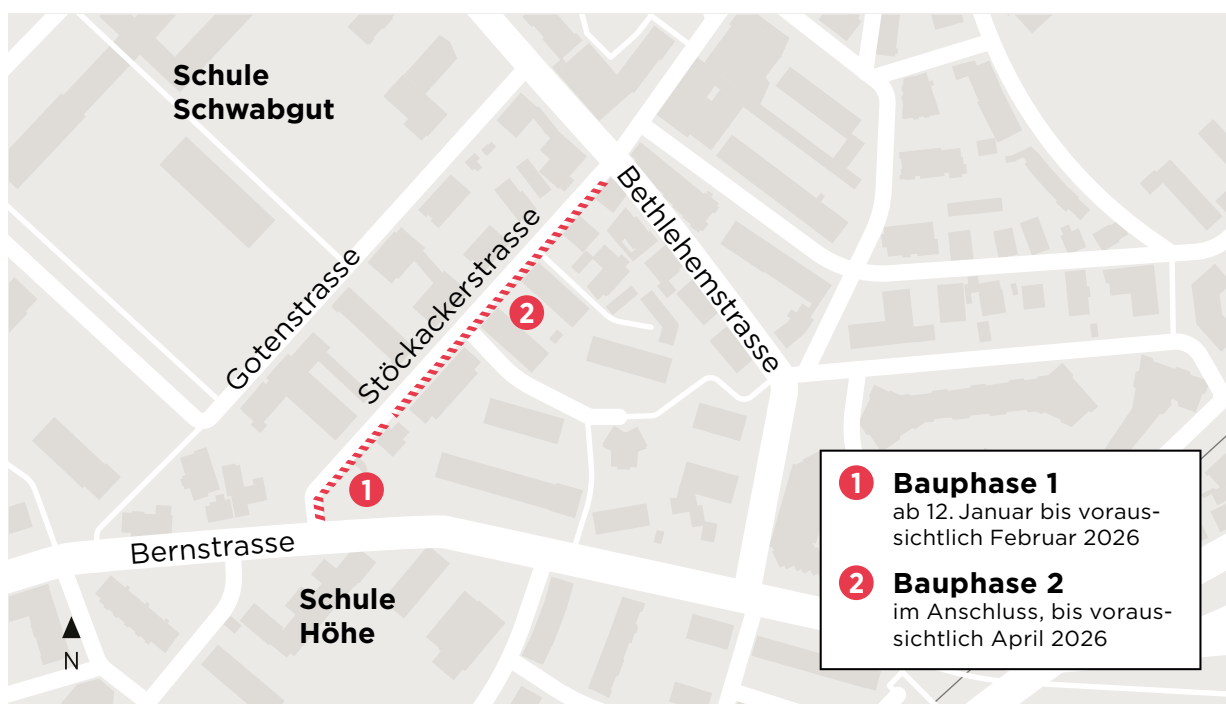 Schule
Schwabgut
Bethlehemstrasse
Stöckackerstrasse
Gotenstrasse
2
1
Bernstrasse
Schule
Höhe
N
1 Bauphase 1
ab 12. Januar bis voraus-
sichtlich Februar 2026
2 Bauphase 2
im Anschluss, bis voraus-
sichtlich April 2026